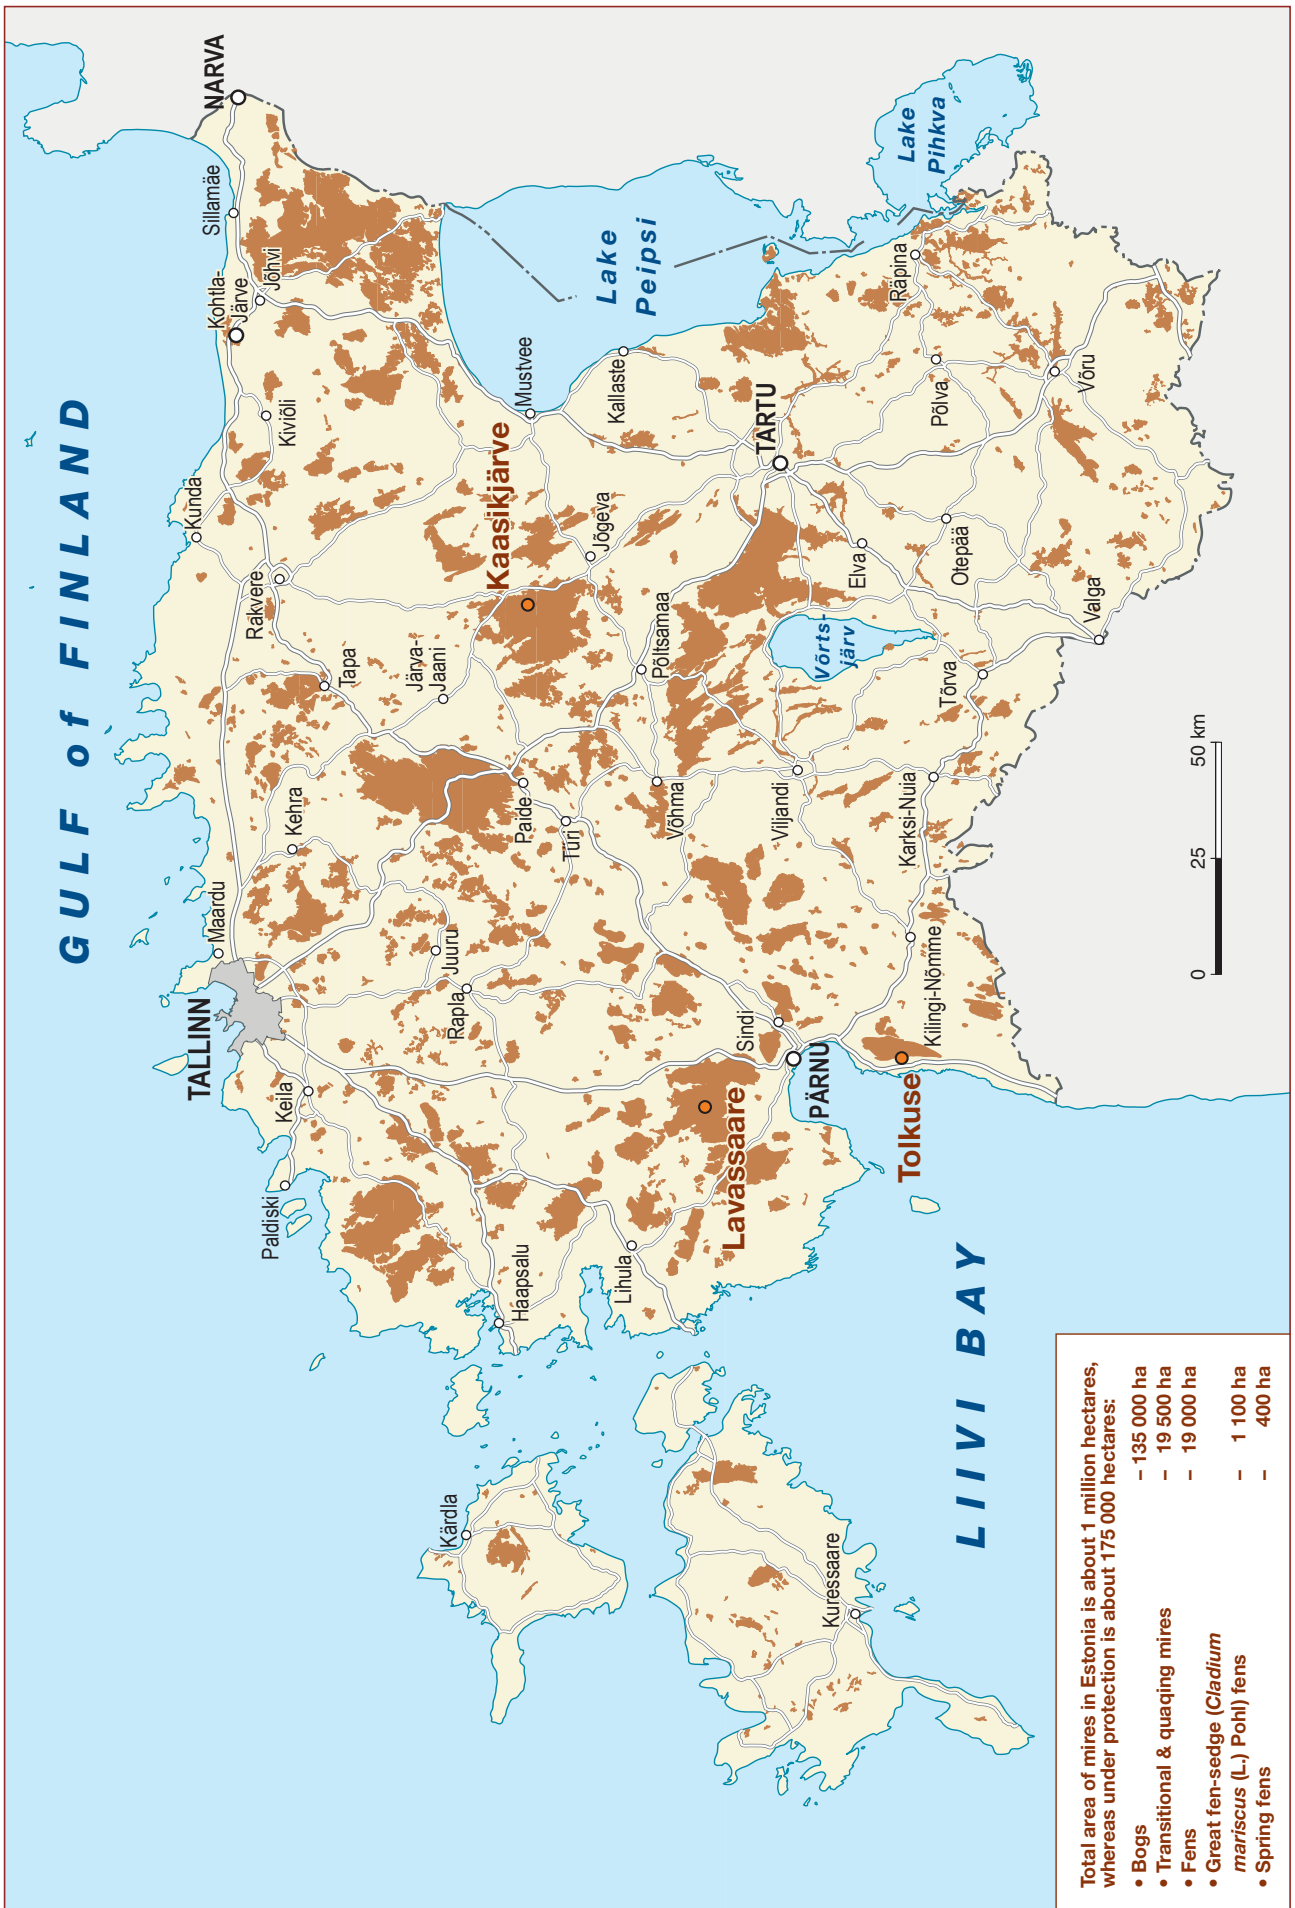 GULF of FINLAND
NARVA
Sillamäe
Kohtla-
Järve
Jõhvi
Kiviõli
Kunda
Rakvere
Tapa
Järva-
Jaani
Kehra
Maardu
TALLINN
Keila
Paldiski
Juuru
Rapla
Paide
Türi
Võhma
Kaasikjärve
Mustvee
Kallaste
Jõgeva
Põltsamaa
Lake
Peipsi
Lake
Pihkva
TARTU
Räpina
Põlva
Võru
Elva
Otepää
Valga
Võrts-
järv
Tõrva
Viljandi
Karksi-Nuia
Kilingi-Nõmme
Sindi
PÄRNU
Tolkuse
Lavassaare
Lihula
Haapsalu
Kärdla
Kuressaare
LIIVI BAY
0 25 50 km
Total area of mires in Estonia is about 1 million hectares,
whereas under protection is about 175 000 hectares:
• Bogs – 135 000 ha
• Transitional & quaqing mires – 19 500 ha
• Fens – 19 000 ha
• Great fen-sedge (Cladium
mariscus (L.) Pohl) fens – 1 100 ha
• Spring fens – 400 ha